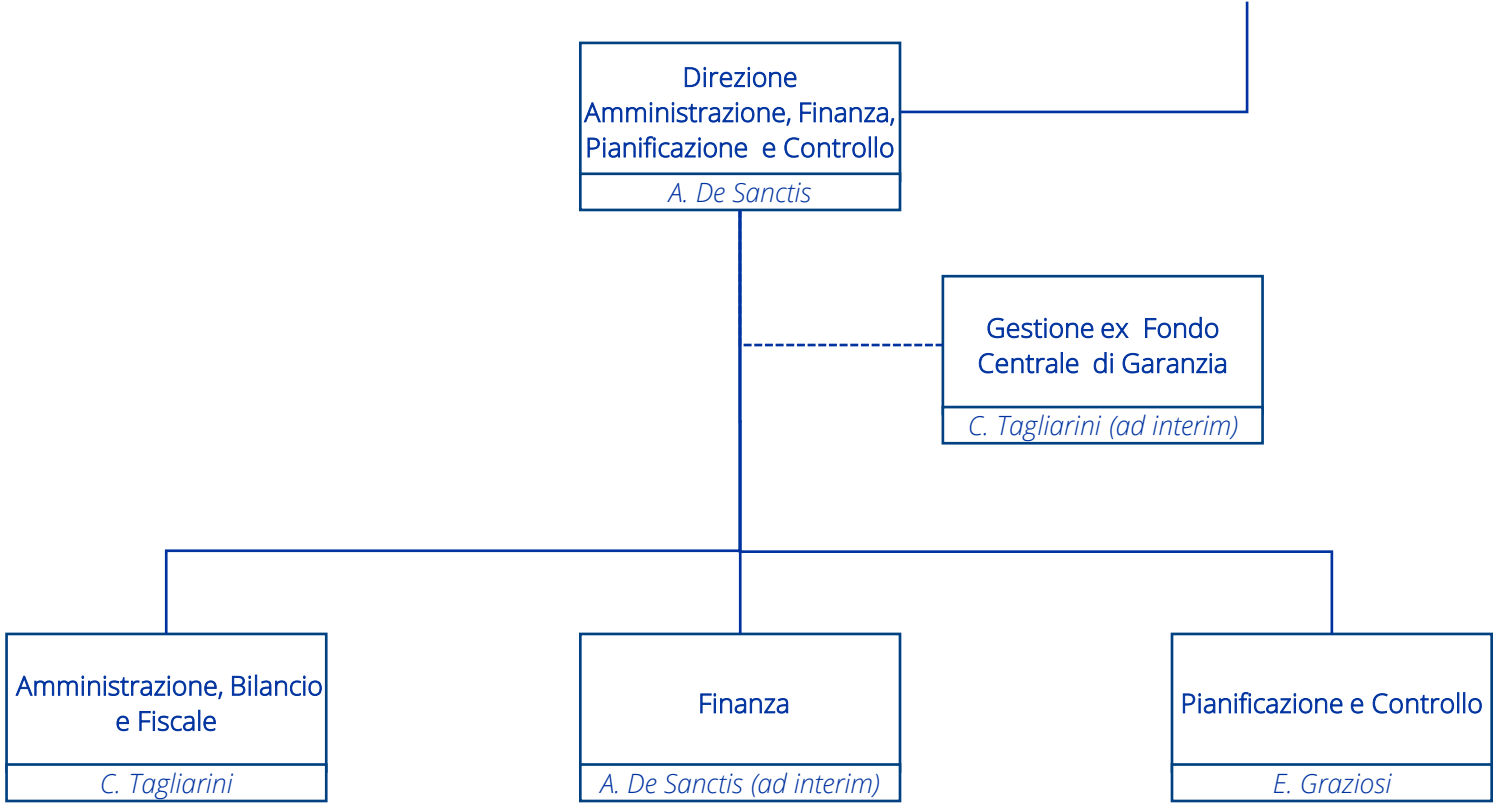 Direzione
Amministrazione, Finanza,
Pianificazione e Controllo
A. De Sanctis
Gestione ex Fondo
Centrale di Garanzia
C. Tagliarini (ad interim)
Amministrazione, Bilancio
e Fiscale
C. Tagliarini
Finanza
A. De Sanctis (ad interim)
Pianificazione e Controllo
E. Graziosi